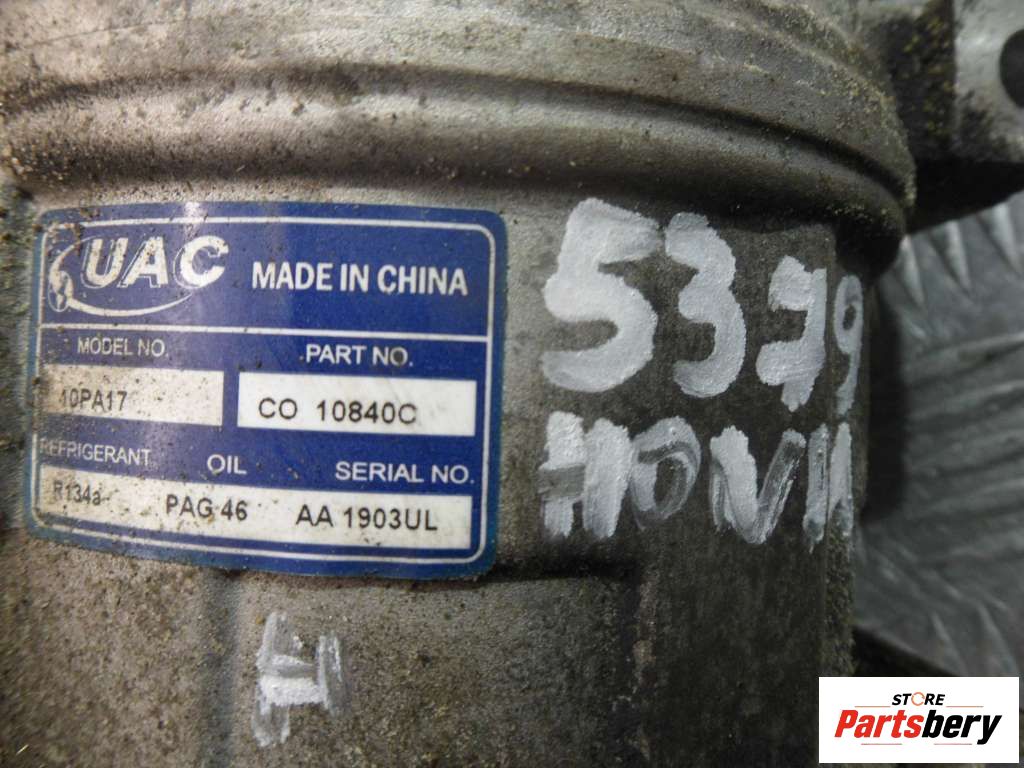 UAC MADE IN CHINA
MODEL NO. PART NO.
10PA17 CO 10840C
REFRIGERANT OIL SERIAL NO.
R134a PAG 46 AA 1903UL
5379
I
STORE
Partsbery